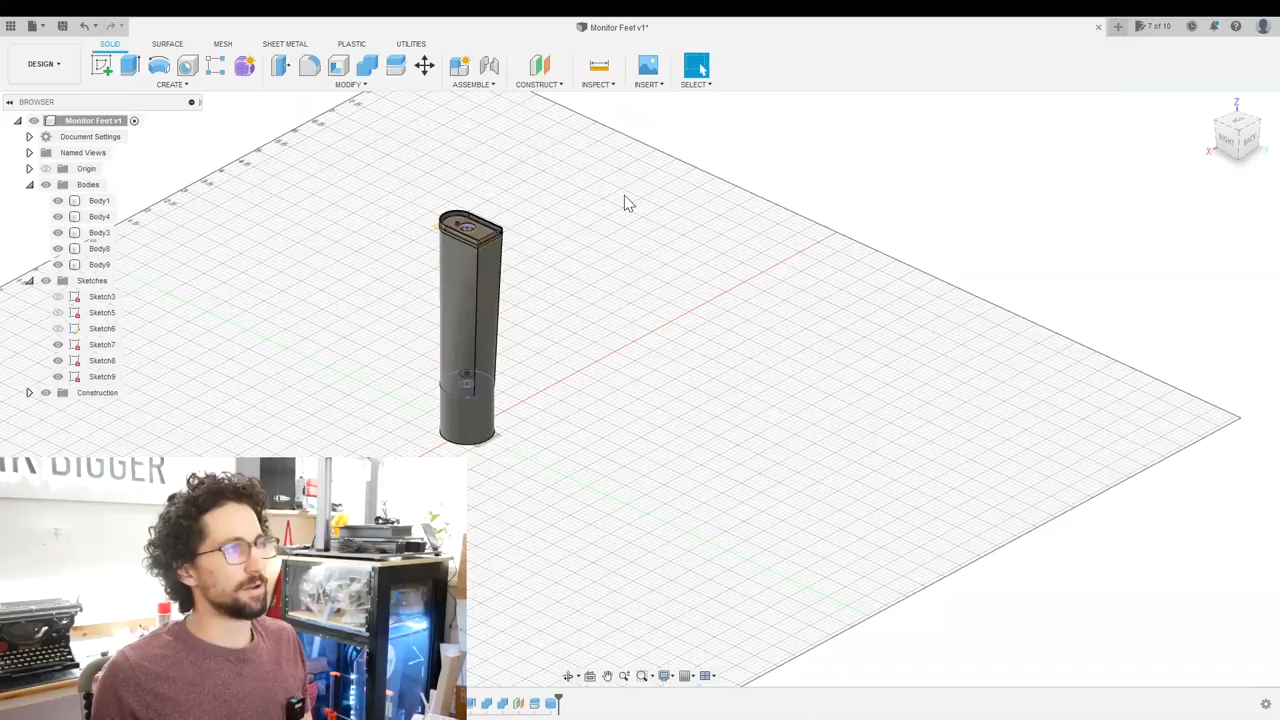 Monitor Feet v1*
7 of 10
DESIGN
SOLID SURFACE MESH SHEET METAL PLASTIC UTILITIES
CREATE MODIFY ASSEMBLE CONSTRUCT INSPECT INSERT SELECT
BROWSER
Monitor Feet v1
Document Settings
Named Views
Origin
Bodies
Body1
Body4
Body3
Body8
Body9
Sketches
Sketch3
Sketch5
Sketch6
Sketch7
Sketch8
Sketch9
Construction
Z
RIGHT BACK
X
BIGGER